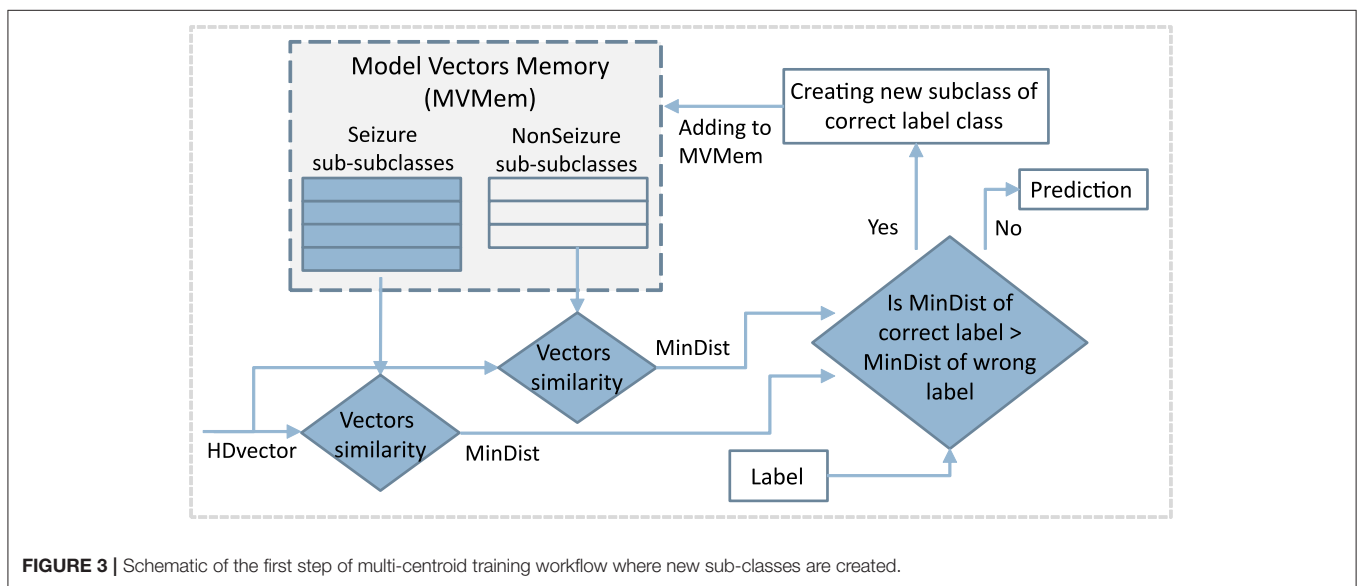 Model Vectors Memory
(MVMem)
Seizure
sub-subclasses
NonSeizure
sub-subclasses
Creating new subclass of
correct label class
Adding to
MVMem
Prediction
Yes
No
Is MinDist of
correct label >
MinDist of wrong
label
Vectors
similarity
MinDist
Vectors
similarity
MinDist
HDvector
Label
FIGURE 3 | Schematic of the first step of multi-centroid training workflow where new sub-classes are created.